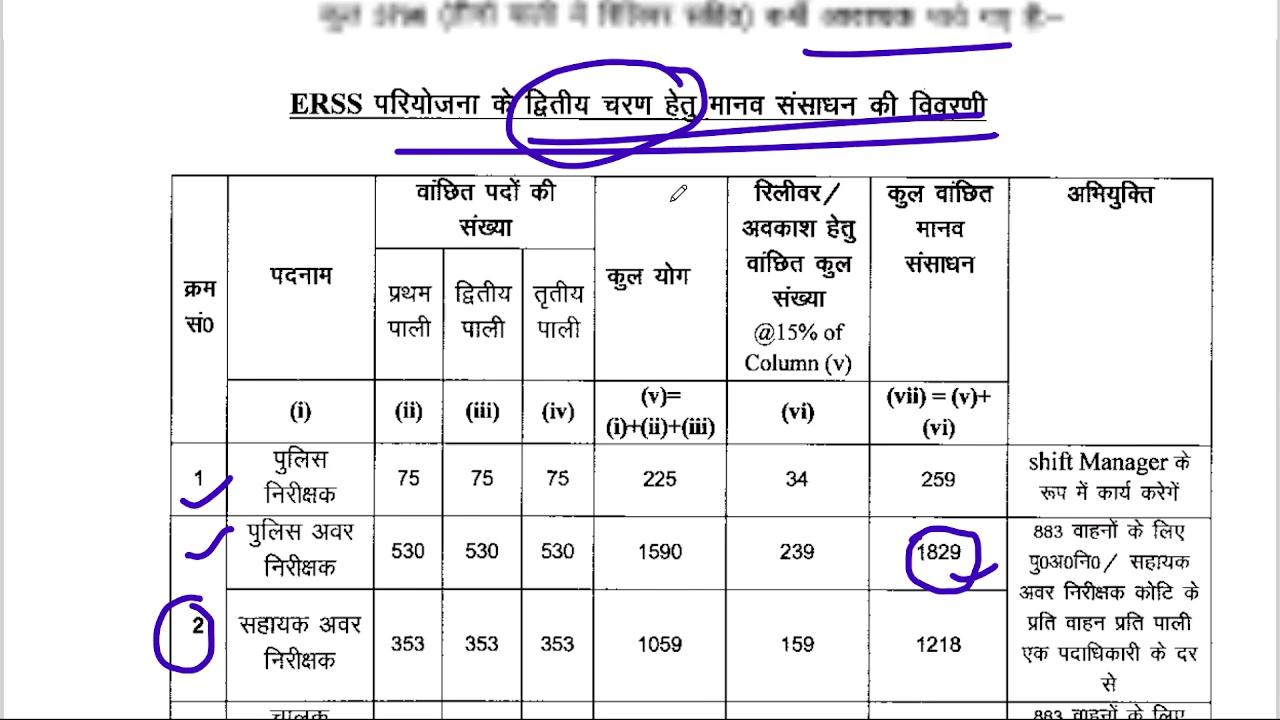 ERSS परियोजना के द्वितीय चरण हेतु मानव संसाधन की विवरणी
क्रम
सं0
पदनाम
वांछित पदों की
संख्या
प्रथम
पाली
द्वितीय
पाली
तृतीय
पाली
कुल योग
रिलीवर/
अवकाश हेतु
वांछित कुल
संख्या
@15% of
Column (v)
कुल वांछित
मानव
संसाधन
अभियुक्ति
(i)
(ii)
(iii)
(iv)
(v)=
(i)+(ii)+(iii)
(vi)
(vii) = (v)+
(vi)
1
पुलिस
निरीक्षक
75
75
75
225
34
259
shift Manager के
रूप में कार्य करेगें
2
पुलिस अवर
निरीक्षक
530
530
530
1590
239
1829
883 वाहनों के लिए
पु0अ0नि0/ सहायक
अवर निरीक्षक कोटि के
प्रति वाहन प्रति पाली
एक पदाधिकारी के दर
से
सहायक अवर
निरीक्षक
353
353
353
1059
159
1218
चालक
883 वाहनों के लिए